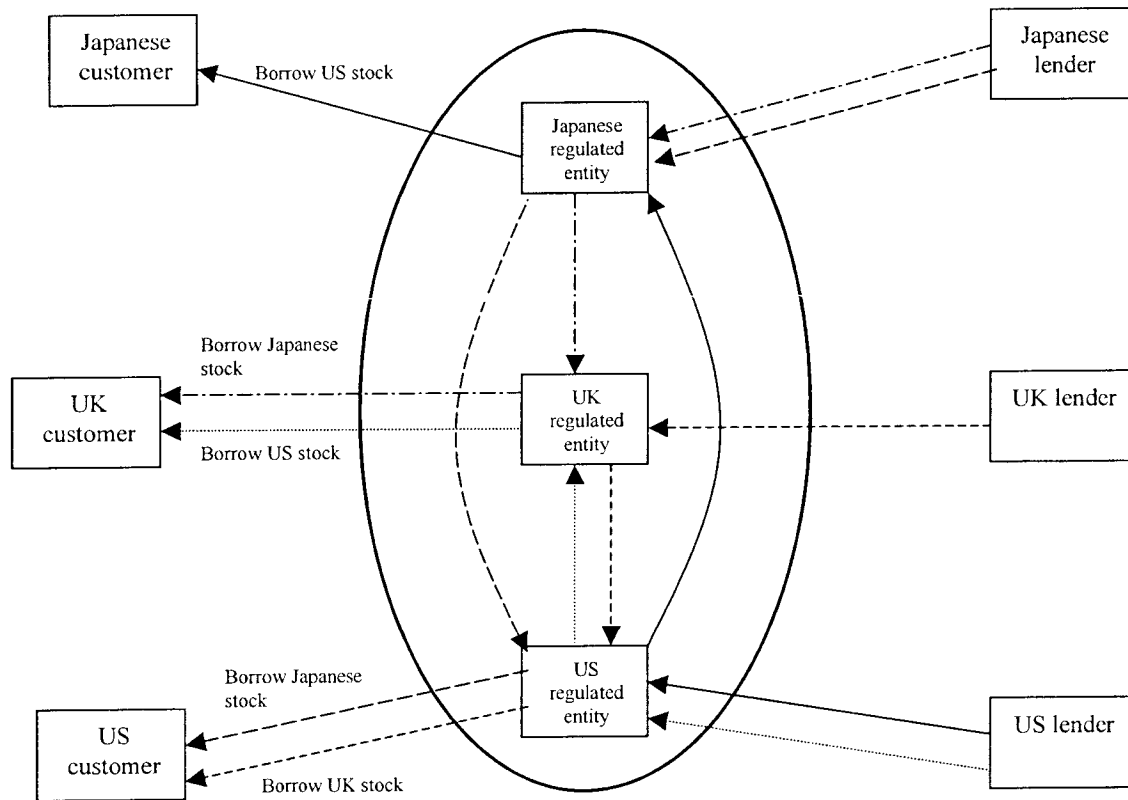 Japanese
customer
Borrow US stock
Japanese
regulated
entity
Japanese
lender
Borrow Japanese
stock
UK
customer
Borrow US stock
UK
regulated
entity
UK lender
Borrow Japanese
stock
US
customer
Borrow UK stock
US
regulated
entity
US lender